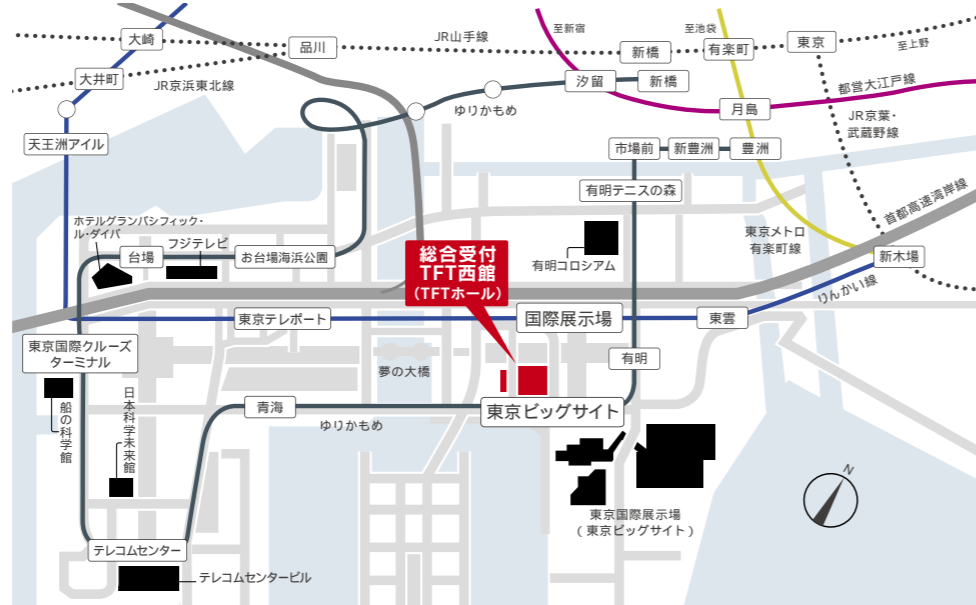 至新宿
至池袋
大崎
品川
JR山手線
新橋
有楽町
東京
至上野
大井町
JR京浜東北線
汐留
新橋
都営大江戸線
ゆりかもめ
月島
JR京葉・
武蔵野線
天王洲アイル
市場前
新豊洲
豊洲
有明テニスの森
首都高速湾岸線
ホテルグランパシフィック・
ル・ダイバ
フジテレビ
台場
お台場海浜公園
総合受付
TFT西館
(TFTホール)
有明コロシアム
東京メトロ
有楽町線
新木場
りんかい線
東京テレポート
国際展示場
東雲
東京国際クルーズ
ターミナル
有明
夢の大橋
船の科学館
日本科学未来館
青海
ゆりかもめ
東京ビッグサイト
N
東京国際展示場
(東京ビッグサイト)
テレコムセンター
テレコムセンタービル